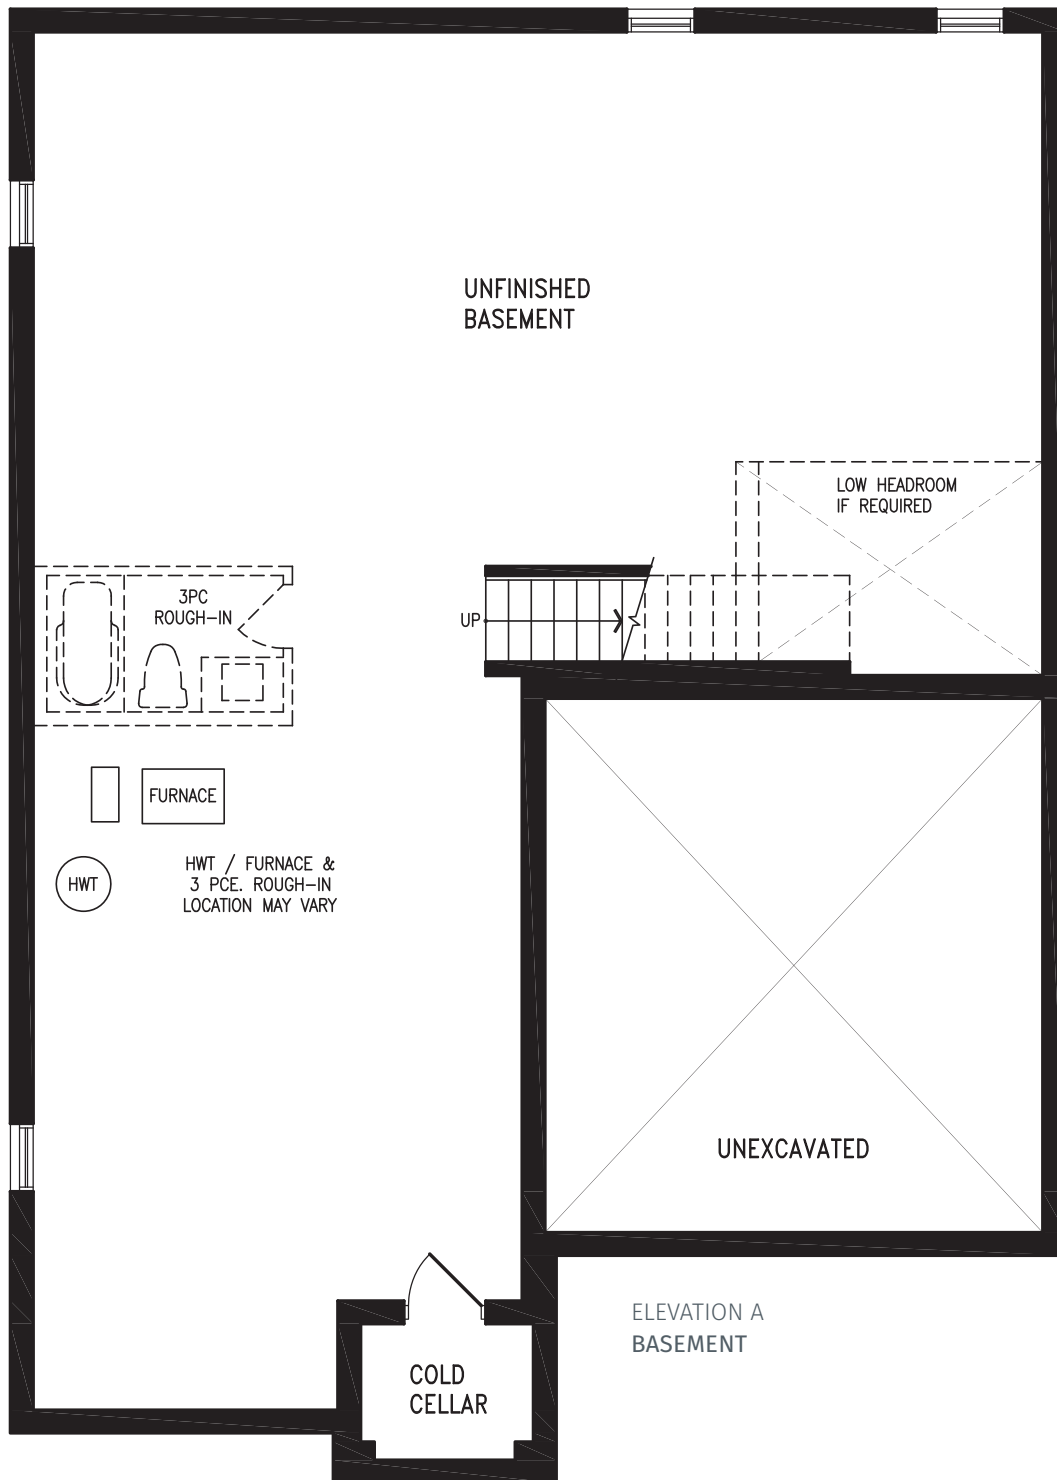 UNFINISHED
BASEMENT
LOW HEADROOM
IF REQUIRED
3PC
ROUGH-IN
UP
FURNACE
HWT
HWT / FURNACE &
3 PCE. ROUGH-IN
LOCATION MAY VARY
UNEXCAVATED
ELEVATION A
BASEMENT
COLD
CELLAR